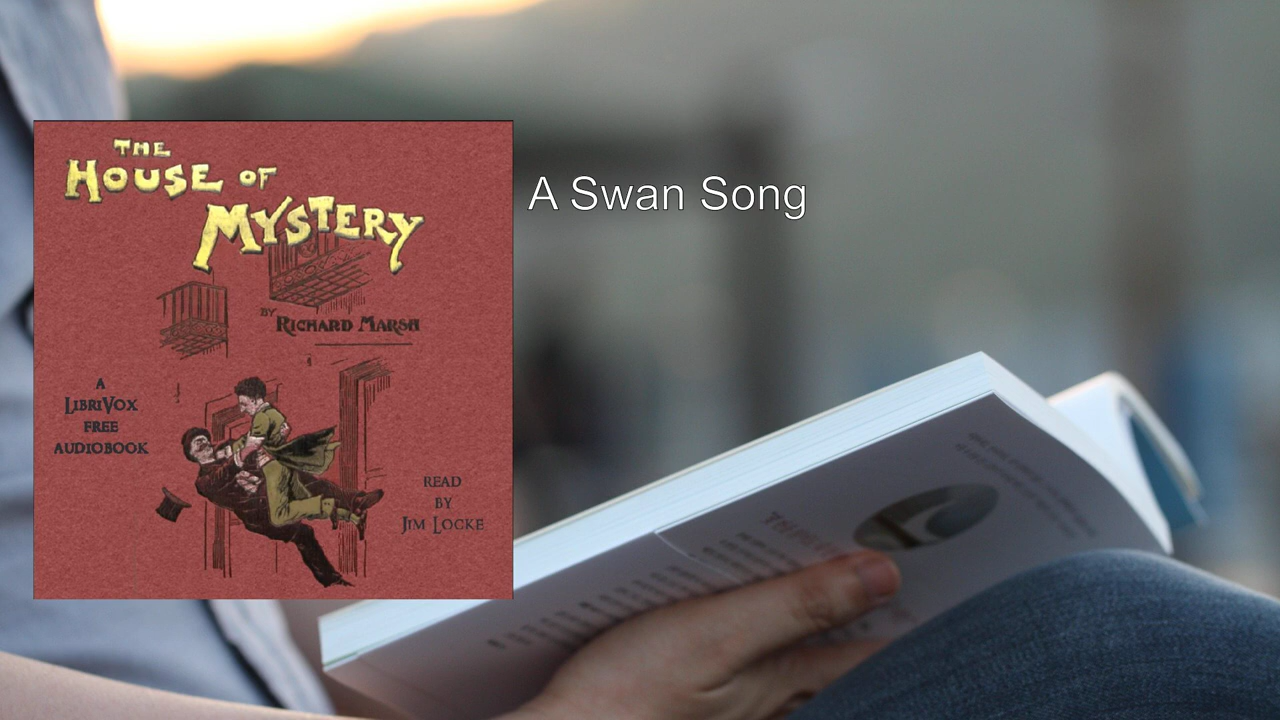 THE
HOUSE OF
MYSTERY
BY RICHARD MARSH
A
LIBRIVOX
FREE
AUDIOBOOK
READ
BY
JIM LOCKE
A Swan Song